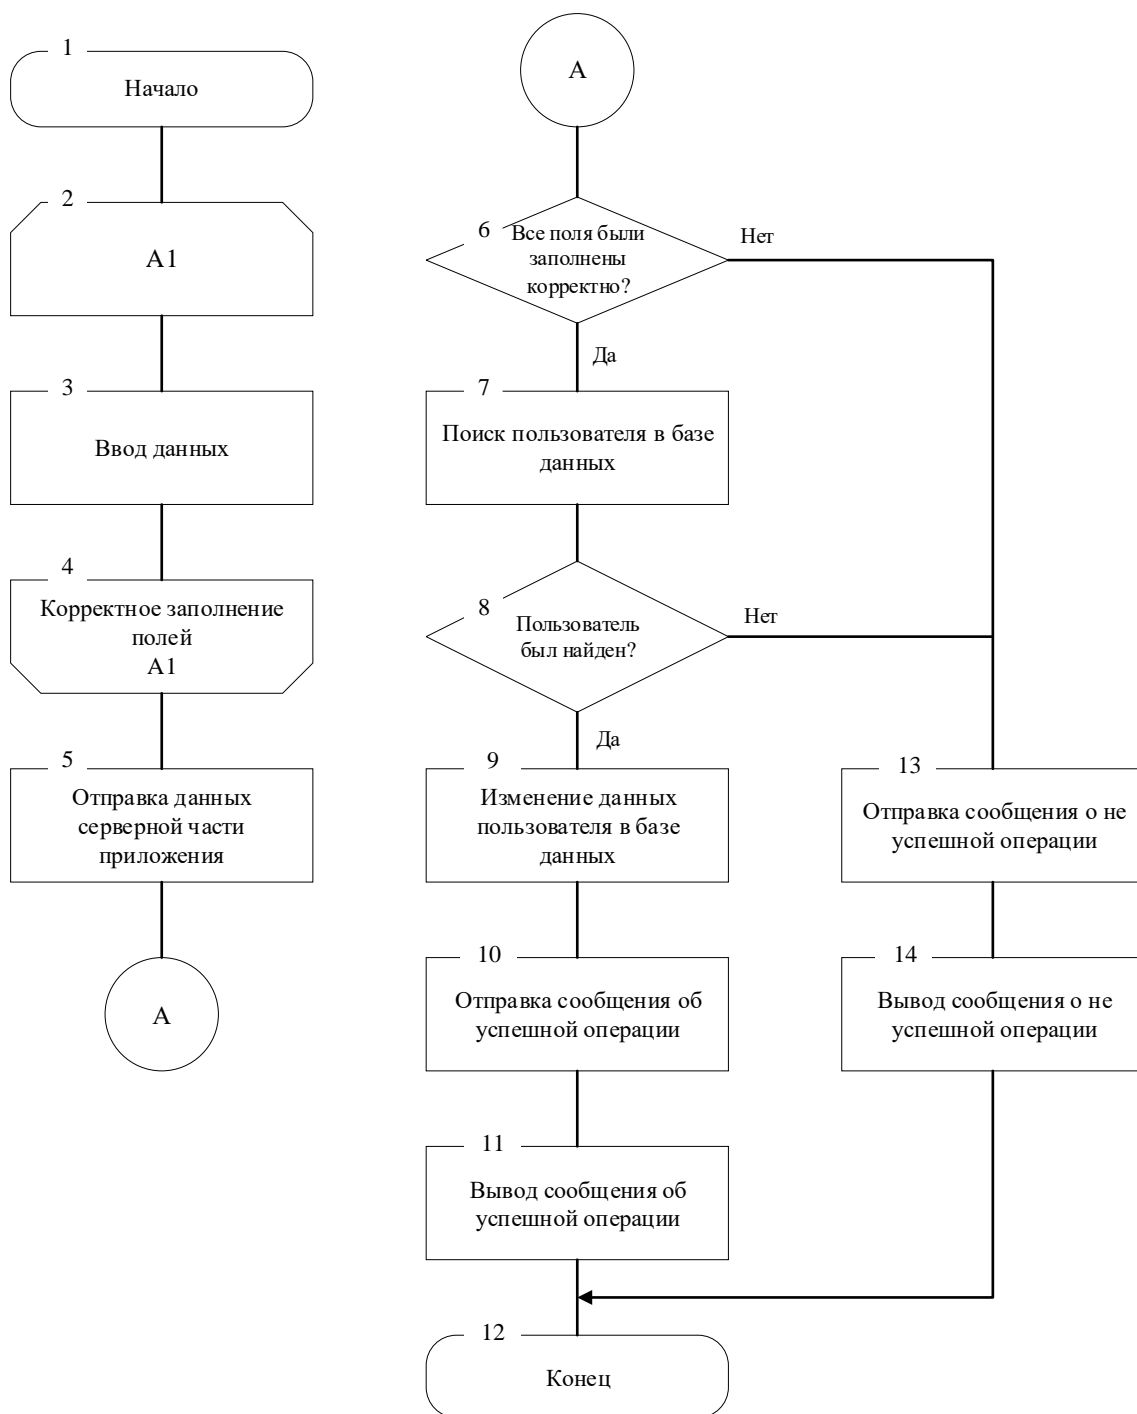 1
Начало
2
А1
3
Ввод данных
4
Корректное заполнение
полей
А1
5
Отправка данных
серверной части
приложения
А
А
6
Все поля были
заполнены
корректно?
Нет
Да
7
Поиск пользователя в базе
данных
8
Пользователь
был найден?
Нет
Да
9
Изменение данных
пользователя в базе
данных
10
Отправка сообщения об
успешной операции
11
Вывод сообщения об
успешной операции
12
Конец
13
Отправка сообщения о не
успешной операции
14
Вывод сообщения о не
успешной операции